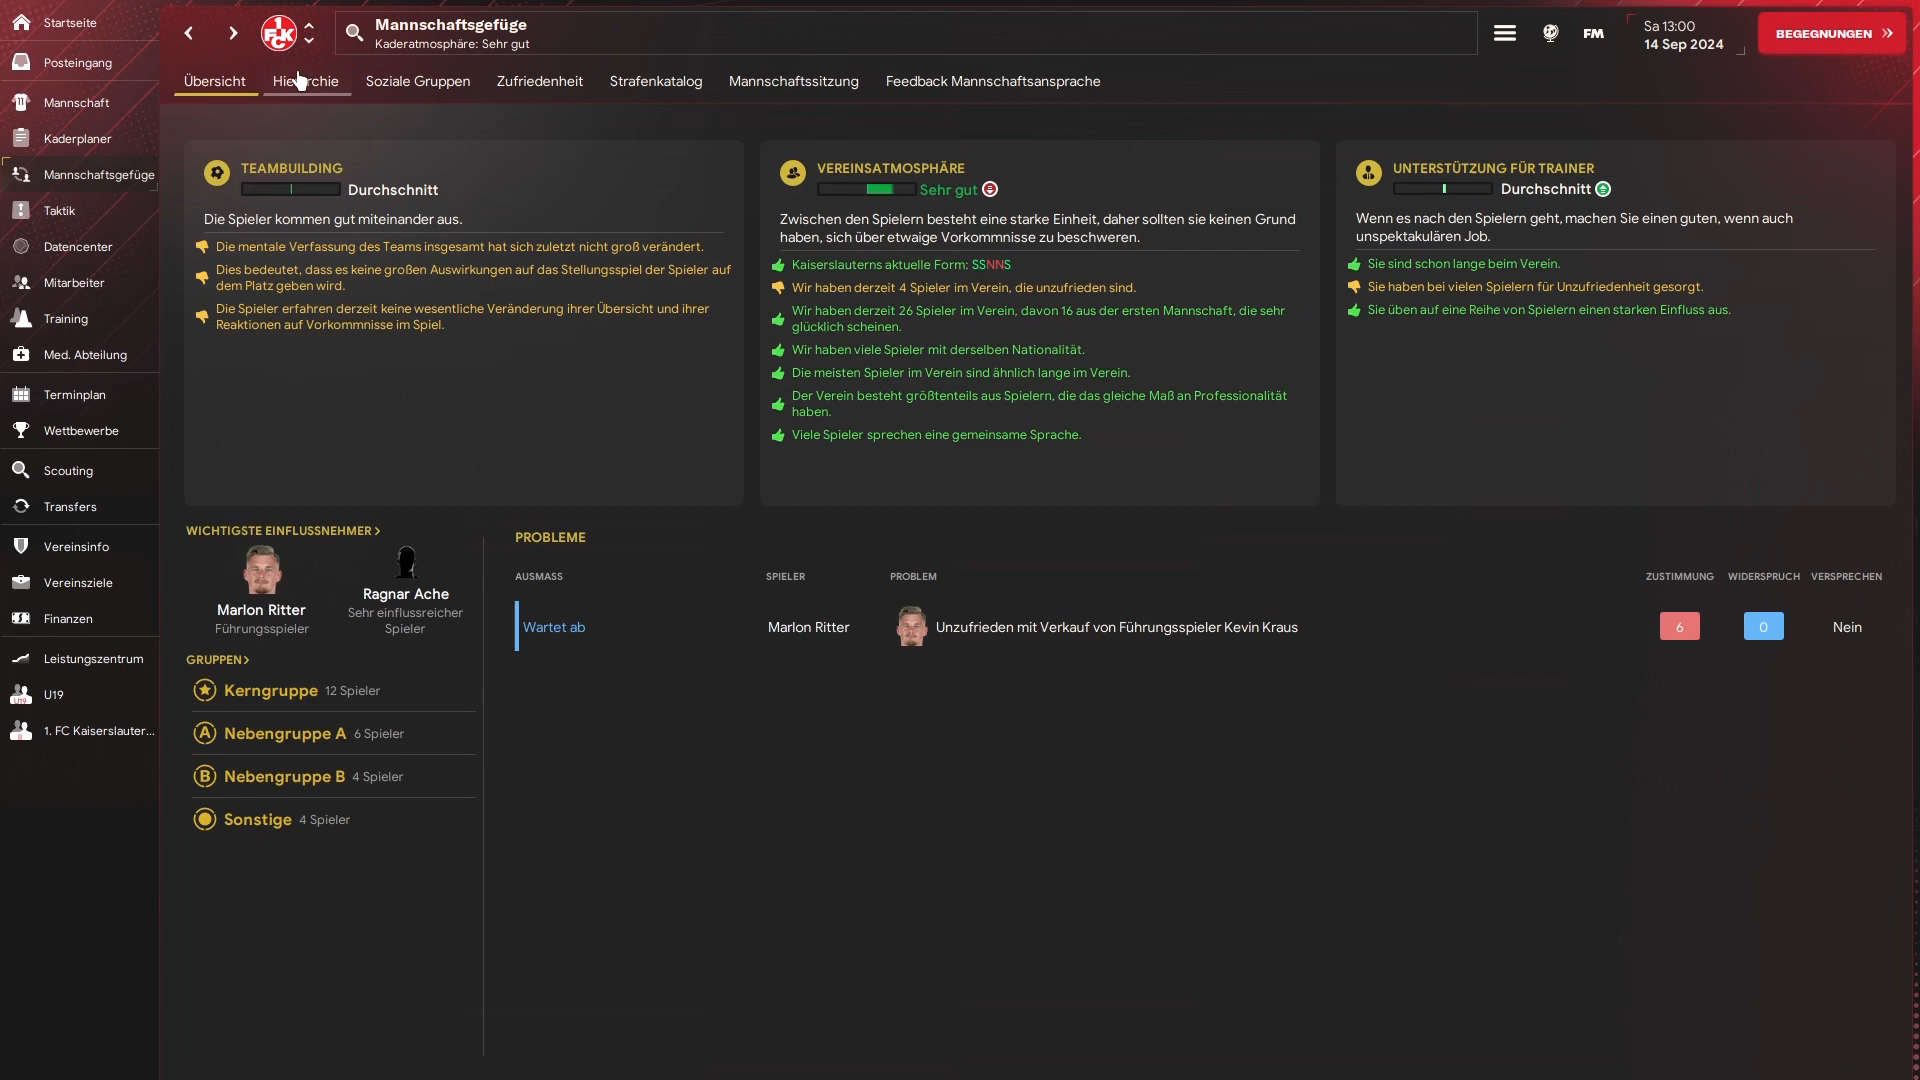 Startseite
Posteingang
Mannschaft
Kaderplaner
Mannschaftsgefüge
Taktik
Datencenter
Mitarbeiter
Training
Med. Abteilung
Terminplan
Wettbewerbe
Scouting
Transfers
Vereinsinfo
Vereinsziele
Finanzen
Leistungszentrum
U19
1. FC Kaiserslauter...
Mannschaftsgefüge
Kaderatmosphäre: Sehr gut
FM
Sa 13:00
14 Sep 2024
BEGEGNUNGEN
Übersicht Hierarchie Soziale Gruppen Zufriedenheit Strafenkatalog Mannschaftssitzung Feedback Mannschaftsansprache
TEAMBUILDING
Durchschnitt
Die Spieler kommen gut miteinander aus.
Die mentale Verfassung des Teams insgesamt hat sich zuletzt nicht groß verändert.
Dies bedeutet, dass es keine großen Auswirkungen auf das Stellungsspiel der Spieler auf
dem Platz geben wird.
Die Spieler erfahren derzeit keine wesentliche Veränderung ihrer Übersicht und ihrer
Reaktionen auf Vorkommnisse im Spiel.
VEREINSATMOSPHÄRE
Sehr gut
Zwischen den Spielern besteht eine starke Einheit, daher sollten sie keinen Grund
haben, sich über etwaige Vorkommnisse zu beschweren.
Kaiserslauterns aktuelle Form: SSNNS
Wir haben derzeit 4 Spieler im Verein, die unzufrieden sind.
Wir haben derzeit 26 Spieler im Verein, davon 16 aus der ersten Mannschaft, die sehr
glücklich scheinen.
Wir haben viele Spieler mit derselben Nationalität.
Die meisten Spieler im Verein sind ähnlich lange im Verein.
Der Verein besteht größtenteils aus Spielern, die das gleiche Maß an Professionalität
haben.
Viele Spieler sprechen eine gemeinsame Sprache.
UNTERSTÜTZUNG FÜR TRAINER
Durchschnitt
Wenn es nach den Spielern geht, machen Sie einen guten, wenn auch
unspektakulären Job.
Sie sind schon lange beim Verein.
Sie haben bei vielen Spielern für Unzufriedenheit gesorgt.
Sie üben auf eine Reihe von Spielern einen starken Einfluss aus.
WICHTIGSTE EINFLUSSNEHMER >
Marlon Ritter
Führungsspieler
Ragnar Ache
Sehr einflussreicher
Spieler
GRUPPEN >
Kerngruppe 12 Spieler
A Nebengruppe A 6 Spieler
B Nebengruppe B 4 Spieler
Sonstige 4 Spieler
PROBLEME
AUSMASS SPIELER PROBLEM ZUSTIMMUNG WIDERSPRUCH VERSPRECHEN
Wartet ab Marlon Ritter Unzufrieden mit Verkauf von Führungsspieler Kevin Kraus 6 0 Nein